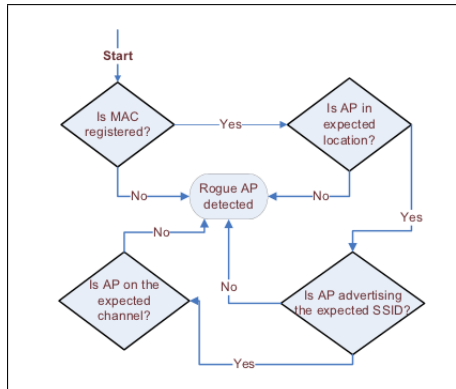 Start
Is MAC
registered?
Yes
Is AP in
expected
location?
No
Rogue AP
detected
No
Yes
No
Is AP on the
expected
channel?
No
Is AP advertising
the expected SSID?
Yes